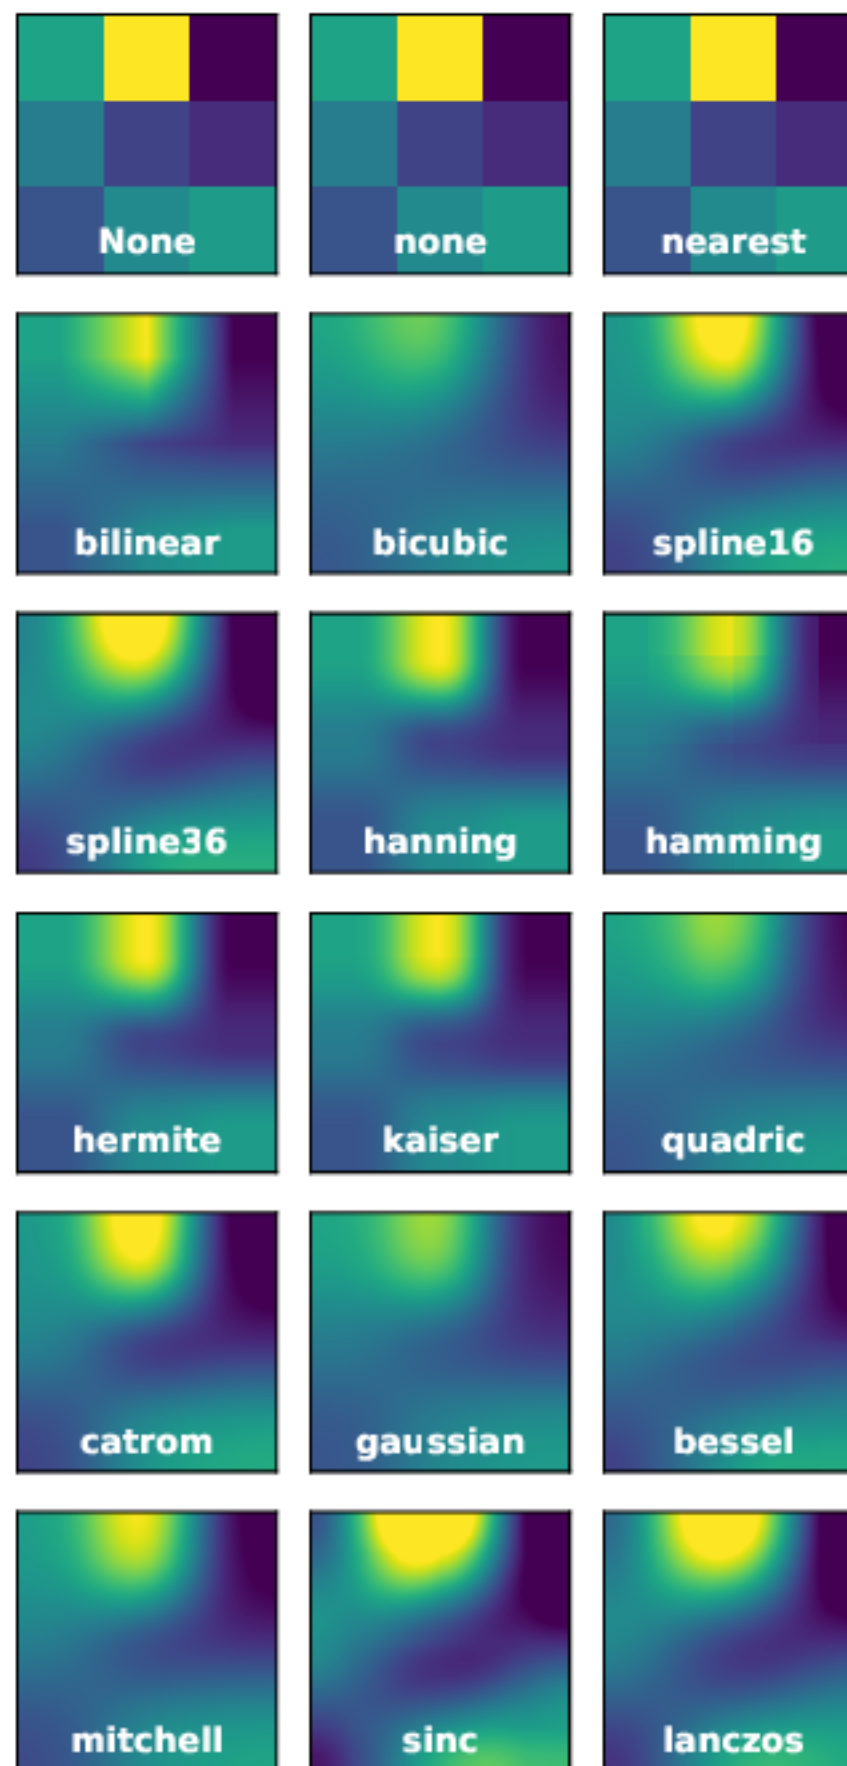 None none nearest
bilinear bicubic spline16
spline36 hanning hamming
hermite kaiser quadric
catrom gaussian bessel
mitchell sinc lanczos